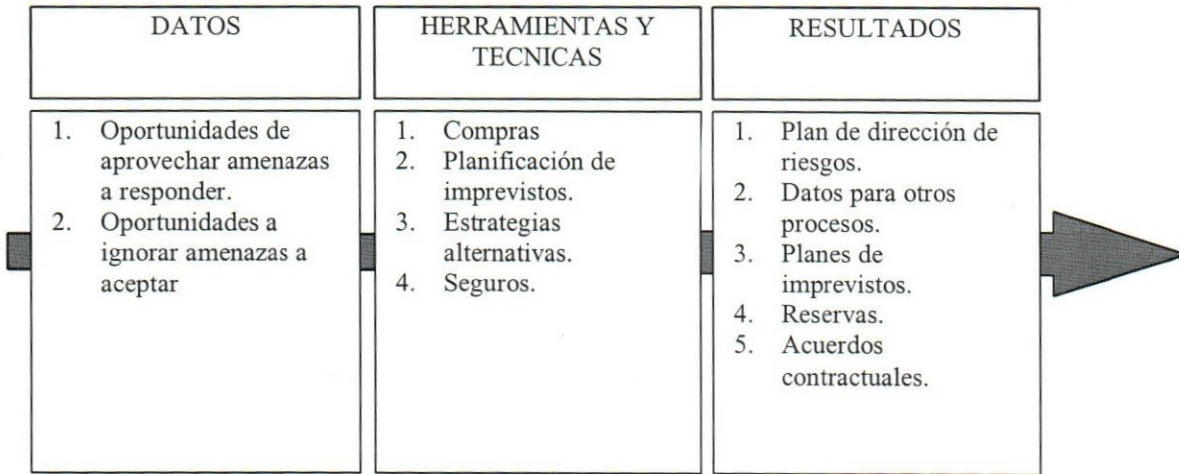 DATOS
1. Oportunidades de
aprovechar amenazas
a responder.
2. Oportunidades a
ignorar amenazas a
aceptar
HERRAMIENTAS Y
TECNICAS
1. Compras
2. Planificación de
imprevistos.
3. Estrategias
alternativas.
4. Seguros.
RESULTADOS
1. Plan de dirección de
riesgos.
2. Datos para otros
procesos.
3. Planes de
imprevistos.
4. Reservas.
5. Acuerdos
contractuales.